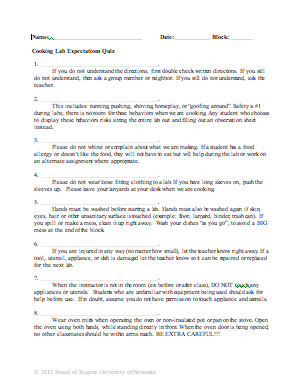 Name: ________________________ Date: __________ Block: ________
Cooking Lab Expectations Quiz
1. ________________________.
If you do not understand the directions, first double check written directions. If you still
do not understand, then ask a group member or neighbor. If you still do not understand, ask the
teacher.
2. ________________________.
This includes: running, pushing, shoving, horseplay, or "goofing around". Safety is #1
during labs; there is no room for these behaviors when we are cooking. Any student who chooses
to display these behaviors risks sitting the entire lab out and filling out an observation sheet
instead.
3. ________________________.
Please do not whine or complain about what we are making. If a student has a food
allergy or doesn't like the food, they will not have to eat but will help during the lab or work on
an alternate assignment where appropriate.
4. ________________________.
Please do not wear loose fitting clothing to a lab. If you have long sleeves on, push the
sleeves up. Please leave your lanyards at your desk when we are cooking.
5. ________________________.
Hands must be washed before starting a lab. Hands must also be washed again if skin,
eyes, hair or other unsanitary surface is touched (example: floor, lanyard, binder, trash can). If
you spill or make a mess, clean it up right away. Wash your dishes "as you go", to avoid a BIG
mess at the end of the block.
6. ________________________.
If you are injured in any way (no matter how small), let the teacher know right away. If a
tool, utensil, appliance, or dish is damaged let the teacher know so it can be repaired or replaced
for the next lab.
7. ________________________.
When the instructor is not in the room (ex before or after class), DO NOT touch any
appliances or utensils. Students who are unfamiliar with equipment being used should ask for
help before use. If in doubt, assume you do not have permission to touch appliance and utensils.
8. ________________________.
Wear oven mitts when operating the oven or non-insulated pot or pan on the stove. Open
the oven using both hands, while standing directly in front. When the oven door is being opened,
no other classmates should be within arms reach. BE EXTRA CAREFUL!!!!
© 2012 Board of Regents University of Nebraska